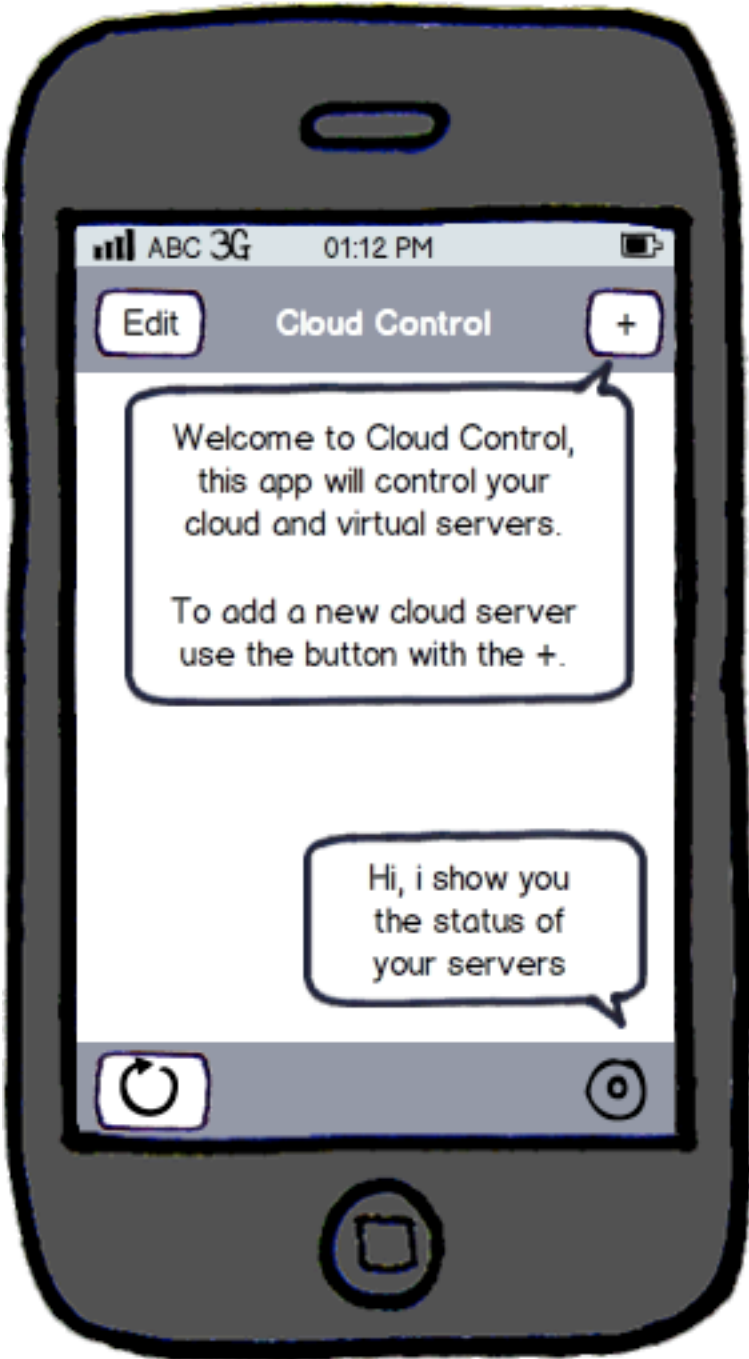 ABC 3G 01:12 PM
Edit Cloud Control +
Welcome to Cloud Control,
this app will control your
cloud and virtual servers.
To add a new cloud server
use the button with the +.
Hi, i show you
the status of
your servers